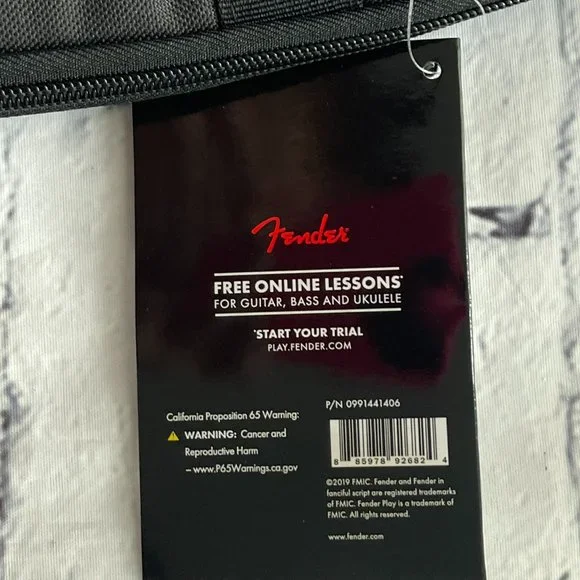 Fender
FREE ONLINE LESSONS*
FOR GUITAR, BASS AND UKULELE
*START YOUR TRIAL
PLAY.FENDER.COM
P/N 0991441406
California Proposition 65 Warning:
WARNING: Cancer and
Reproductive Harm
– www.P65Warnings.ca.gov
8 85978 92682 4
©2019 FMIC. Fender and Fender in
fanciful script are registered trademarks
of FMIC. Fender Play is a trademark of
FMIC. All rights reserved.
www.fender.com